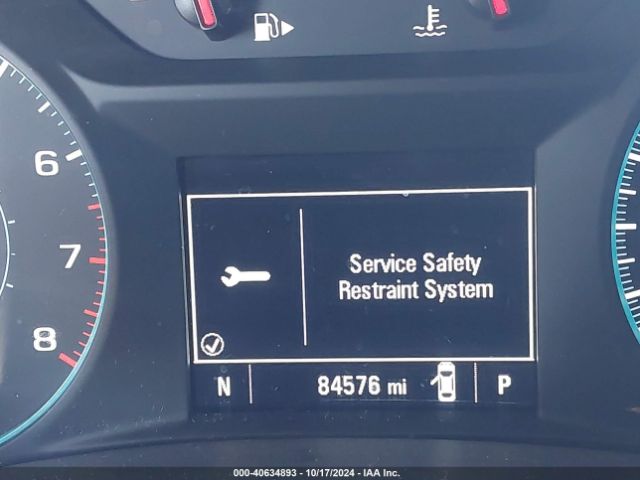 6
7
8
Service Safety
Restraint System
N 84576 mi P
000-40634893 - 10/17/2024 - IAA Inc.